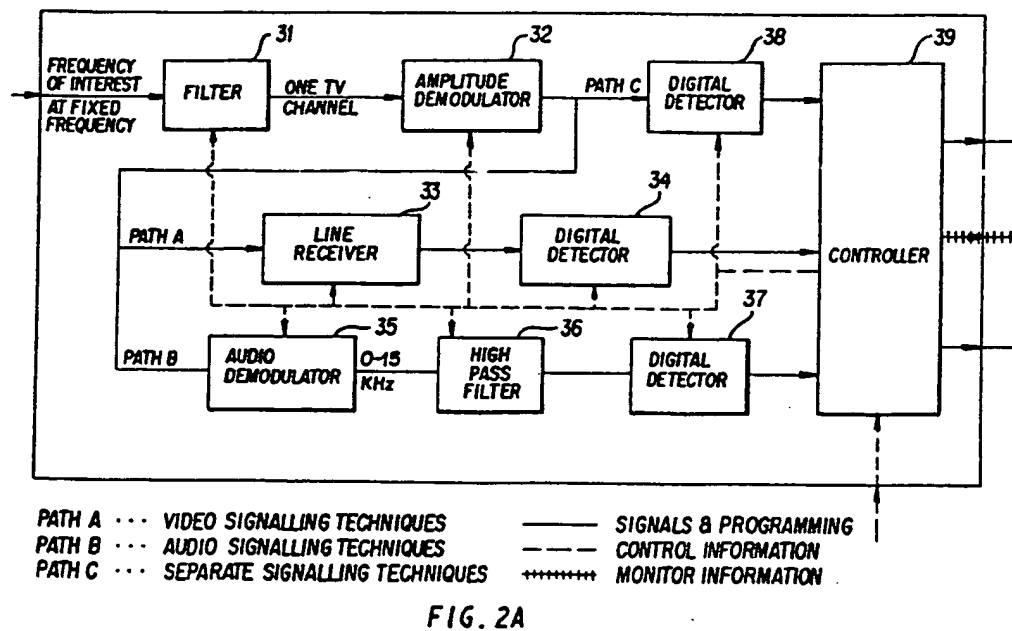 31
32
38
39
FREQUENCY
OF INTEREST
AT FIXED
FREQUENCY
FILTER
ONE TV
CHANNEL
AMPLITUDE
DEMODULATOR
PATH C
DIGITAL
DETECTOR
33
34
PATH A
LINE
RECEIVER
DIGITAL
DETECTOR
CONTROLLER
35
36
37
PATH B
AUDIO
DEMODULATOR
0-15
KHz
HIGH
PASS
FILTER
DIGITAL
DETECTOR
PATH A ··· VIDEO SIGNALLING TECHNIQUES
PATH B ··· AUDIO SIGNALLING TECHNIQUES
PATH C ··· SEPARATE SIGNALLING TECHNIQUES
SIGNALS & PROGRAMMING
CONTROL INFORMATION
MONITOR INFORMATION
FIG. 2A